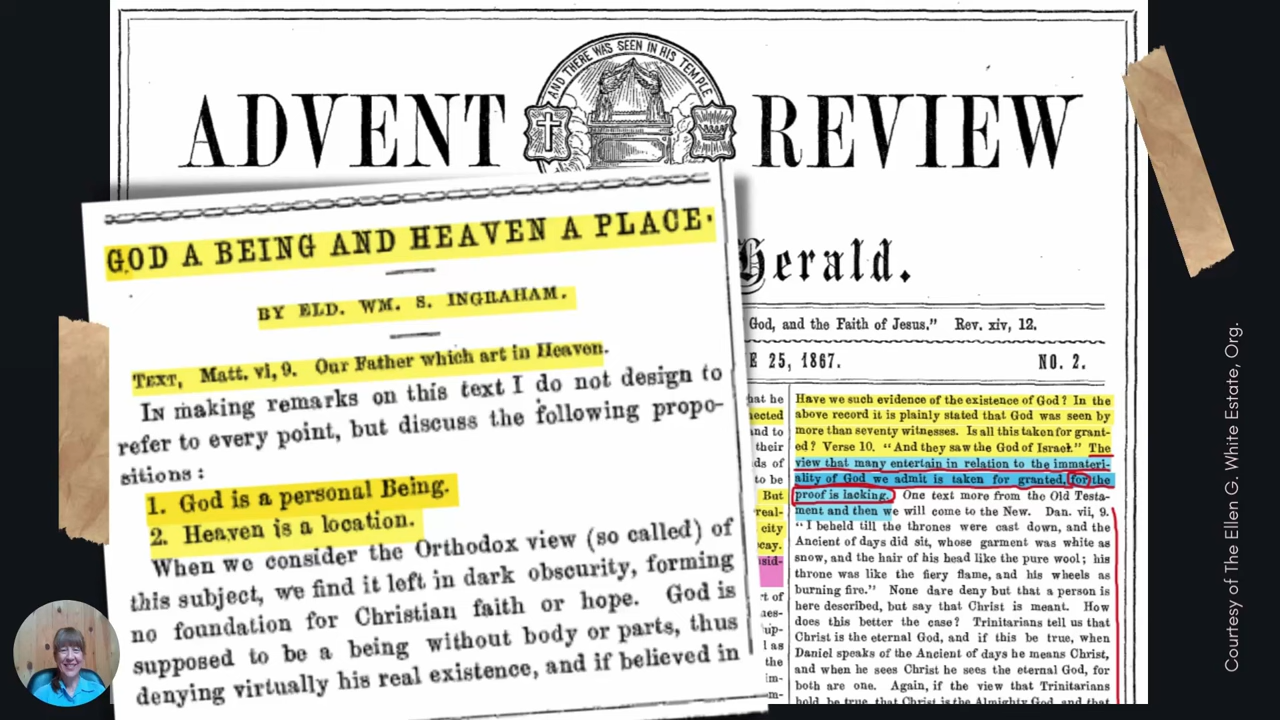 AND THERE WAS SEEN IN HIS TEMPLE
ADVENT REVIEW
Herald.
God, and the Faith of Jesus." Rev. xiv, 12.
E 25, 1867. NO. 2.
GOD A BEING AND HEAVEN A PLACE.
BY ELD. WM. S. INGRAHAM.
TEXT, Matt. vi, 9. Our Father which art in Heaven.
IN making remarks on this text I do not design to
refer to every point, but discuss the following propo-
sitions:
1. God is a personal Being.
2. Heaven is a location.
When we consider the Orthodox view (so called) of
this subject, we find it left in dark obscurity, forming
no foundation for Christian faith or hope. God is
supposed to be a being without body or parts, thus
denying virtually his real existence, and if believed in
Have we such evidence of the existence of God? In the
above record it is plainly stated that God was seen by
more than seventy witnesses. Is all this taken for grant-
ed? Verse 10. "And they saw the God of Israel." The
view that many entertain in relation to the immateri-
ality of God we admit is taken for granted, for the
proof is lacking. One text more from the Old Testa-
ment and then we will come to the New. Dan. vii, 9.
"I beheld till the thrones were cast down, and the
Ancient of days did sit, whose garment was white as
snow, and the hair of his head like the pure wool; his
throne was like the fiery flame, and his wheels as
burning fire." None dare deny but that a person is
here described, but say that Christ is meant. How
does this better the case? Trinitarians tell us that
Christ is the eternal God, and if this be true, when
Daniel speaks of the Ancient of days he means Christ,
and when he sees Christ he sees the eternal God, for
both are one. Again, if the view that Trinitarians
hold be true, that Christ is the Almighty God, and that
Courtesy of The Ellen G. White Estate, Org.